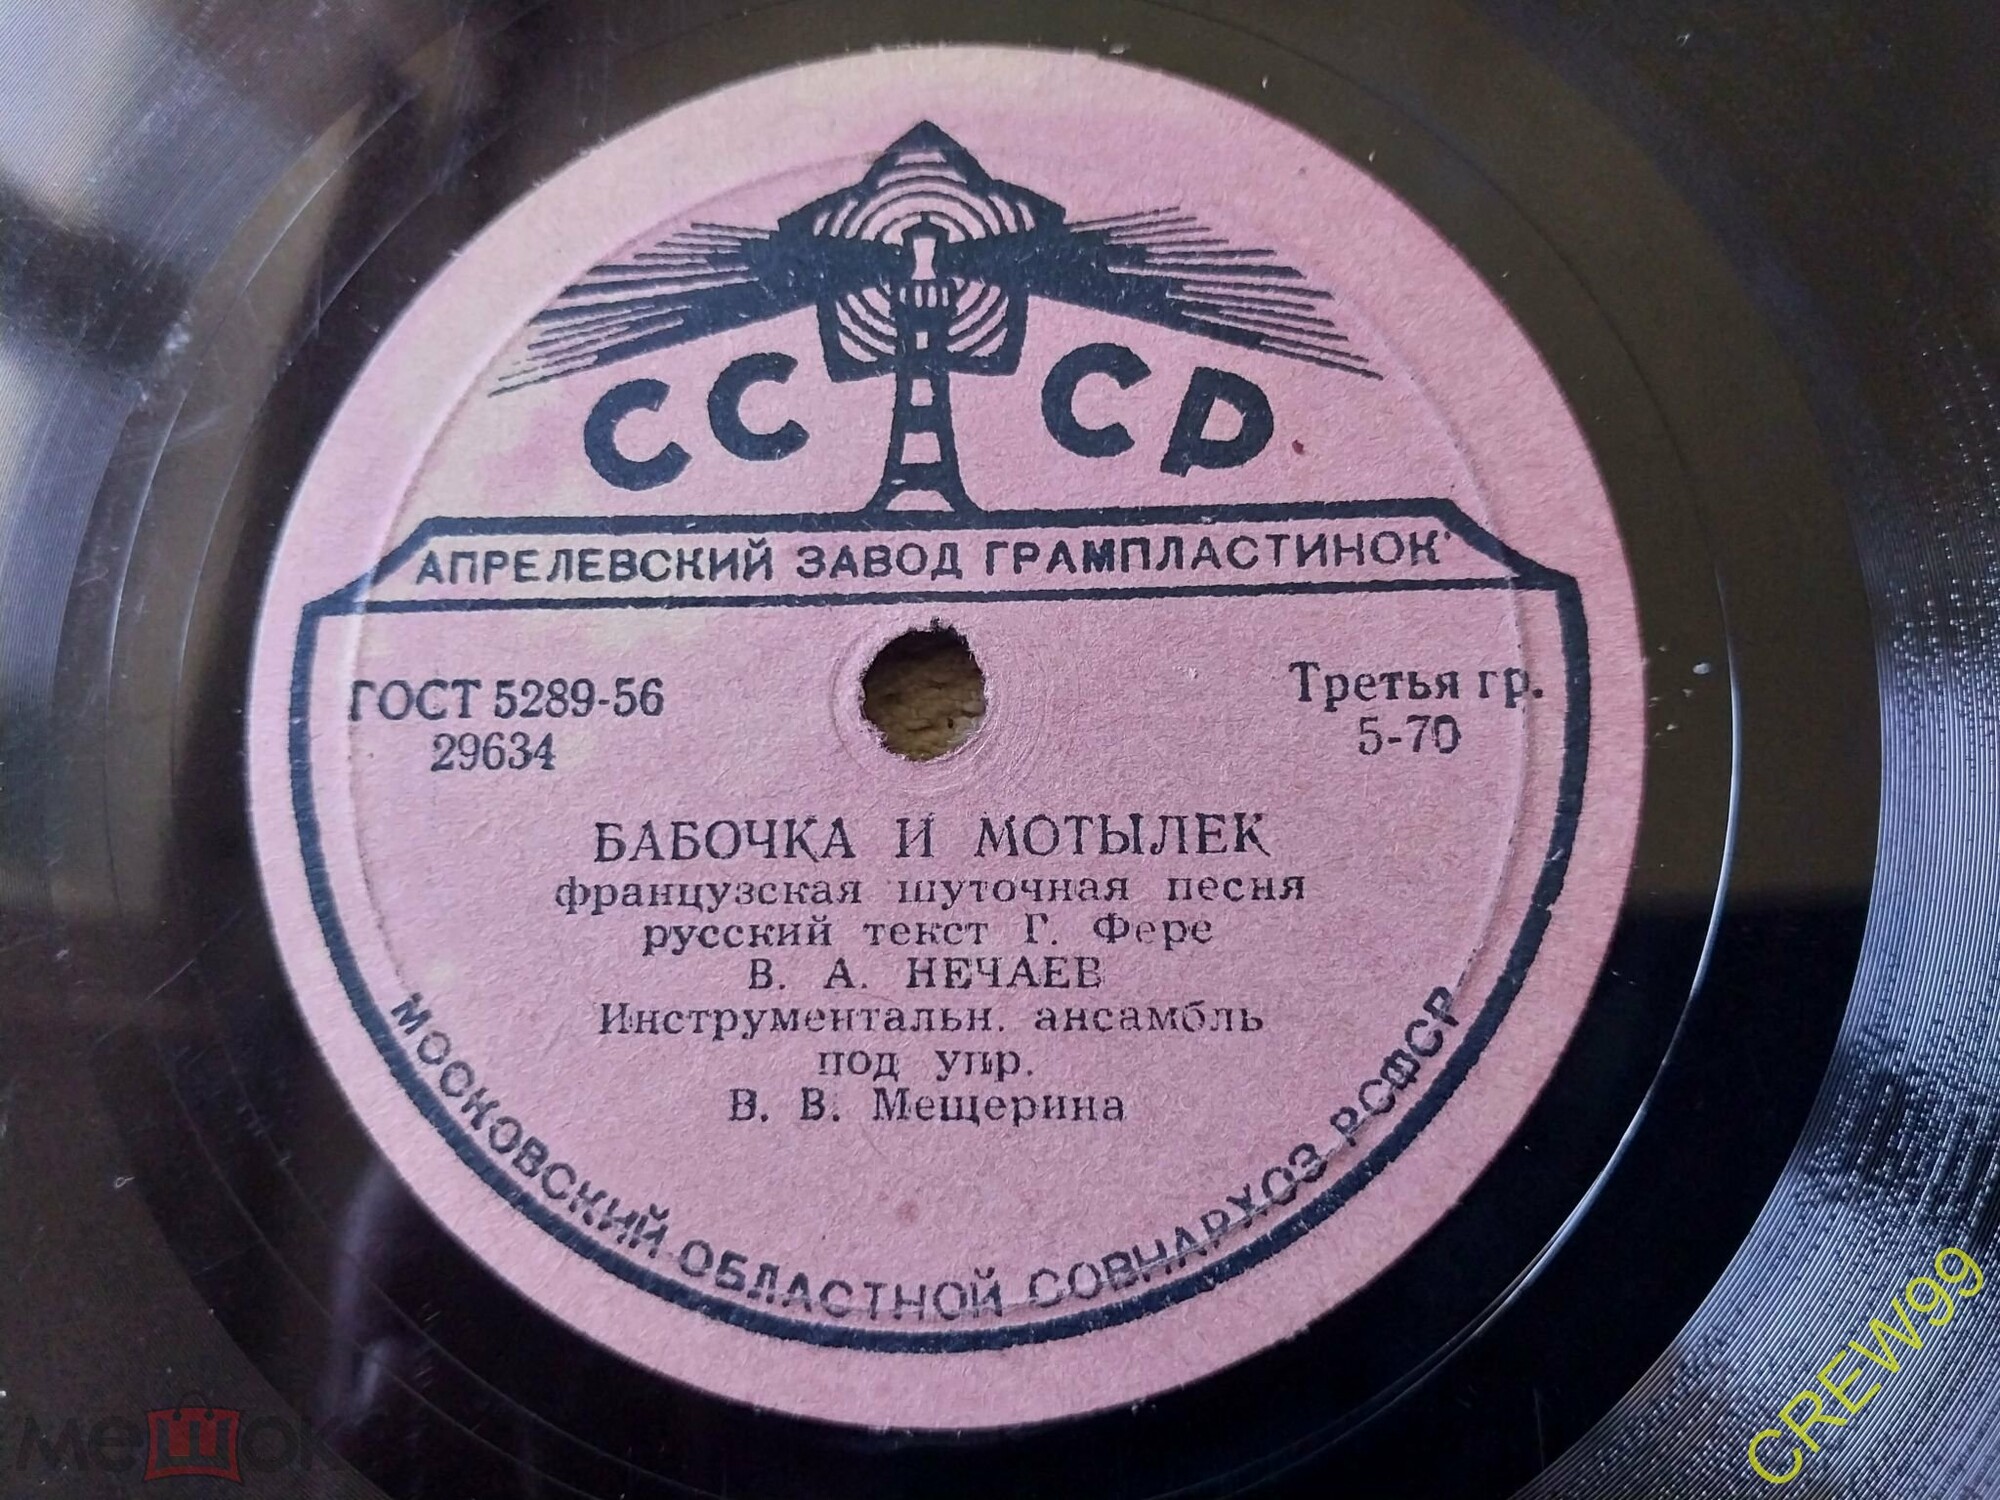 СССР
АПРЕЛЕВСКИЙ ЗАВОД ГРАМПЛАСТИНОК
ГОСТ 5289-56
29634
Третья гр.
5-70
БАБОЧКА И МОТЫЛЕК
французская шуточная песня
русский текст Г. Фере
В. А. НЕЧАЕВ
Инструментальн. ансамбль
под упр.
В. В. Мещерина
МОСКОВСКИЙ ОБЛАСТНОЙ СОВНАРХОЗ РСФСР
мешок
CREW99